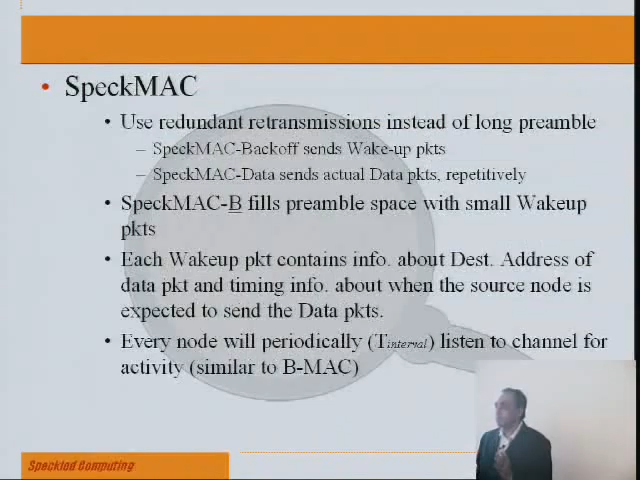 SpeckMAC
Use redundant retransmissions instead of long preamble
SpeckMAC-Backoff sends Wake-up pkts
SpeckMAC-Data sends actual Data pkts, repetitively
SpeckMAC-B fills preamble space with small Wakeup
pkts
Each Wakeup pkt contains info. about Dest. Address of
data pkt and timing info. about when the source node is
expected to send the Data pkts.
Every node will periodically (Tinterval) listen to channel for
activity (similar to B-MAC)
Speckled Computing